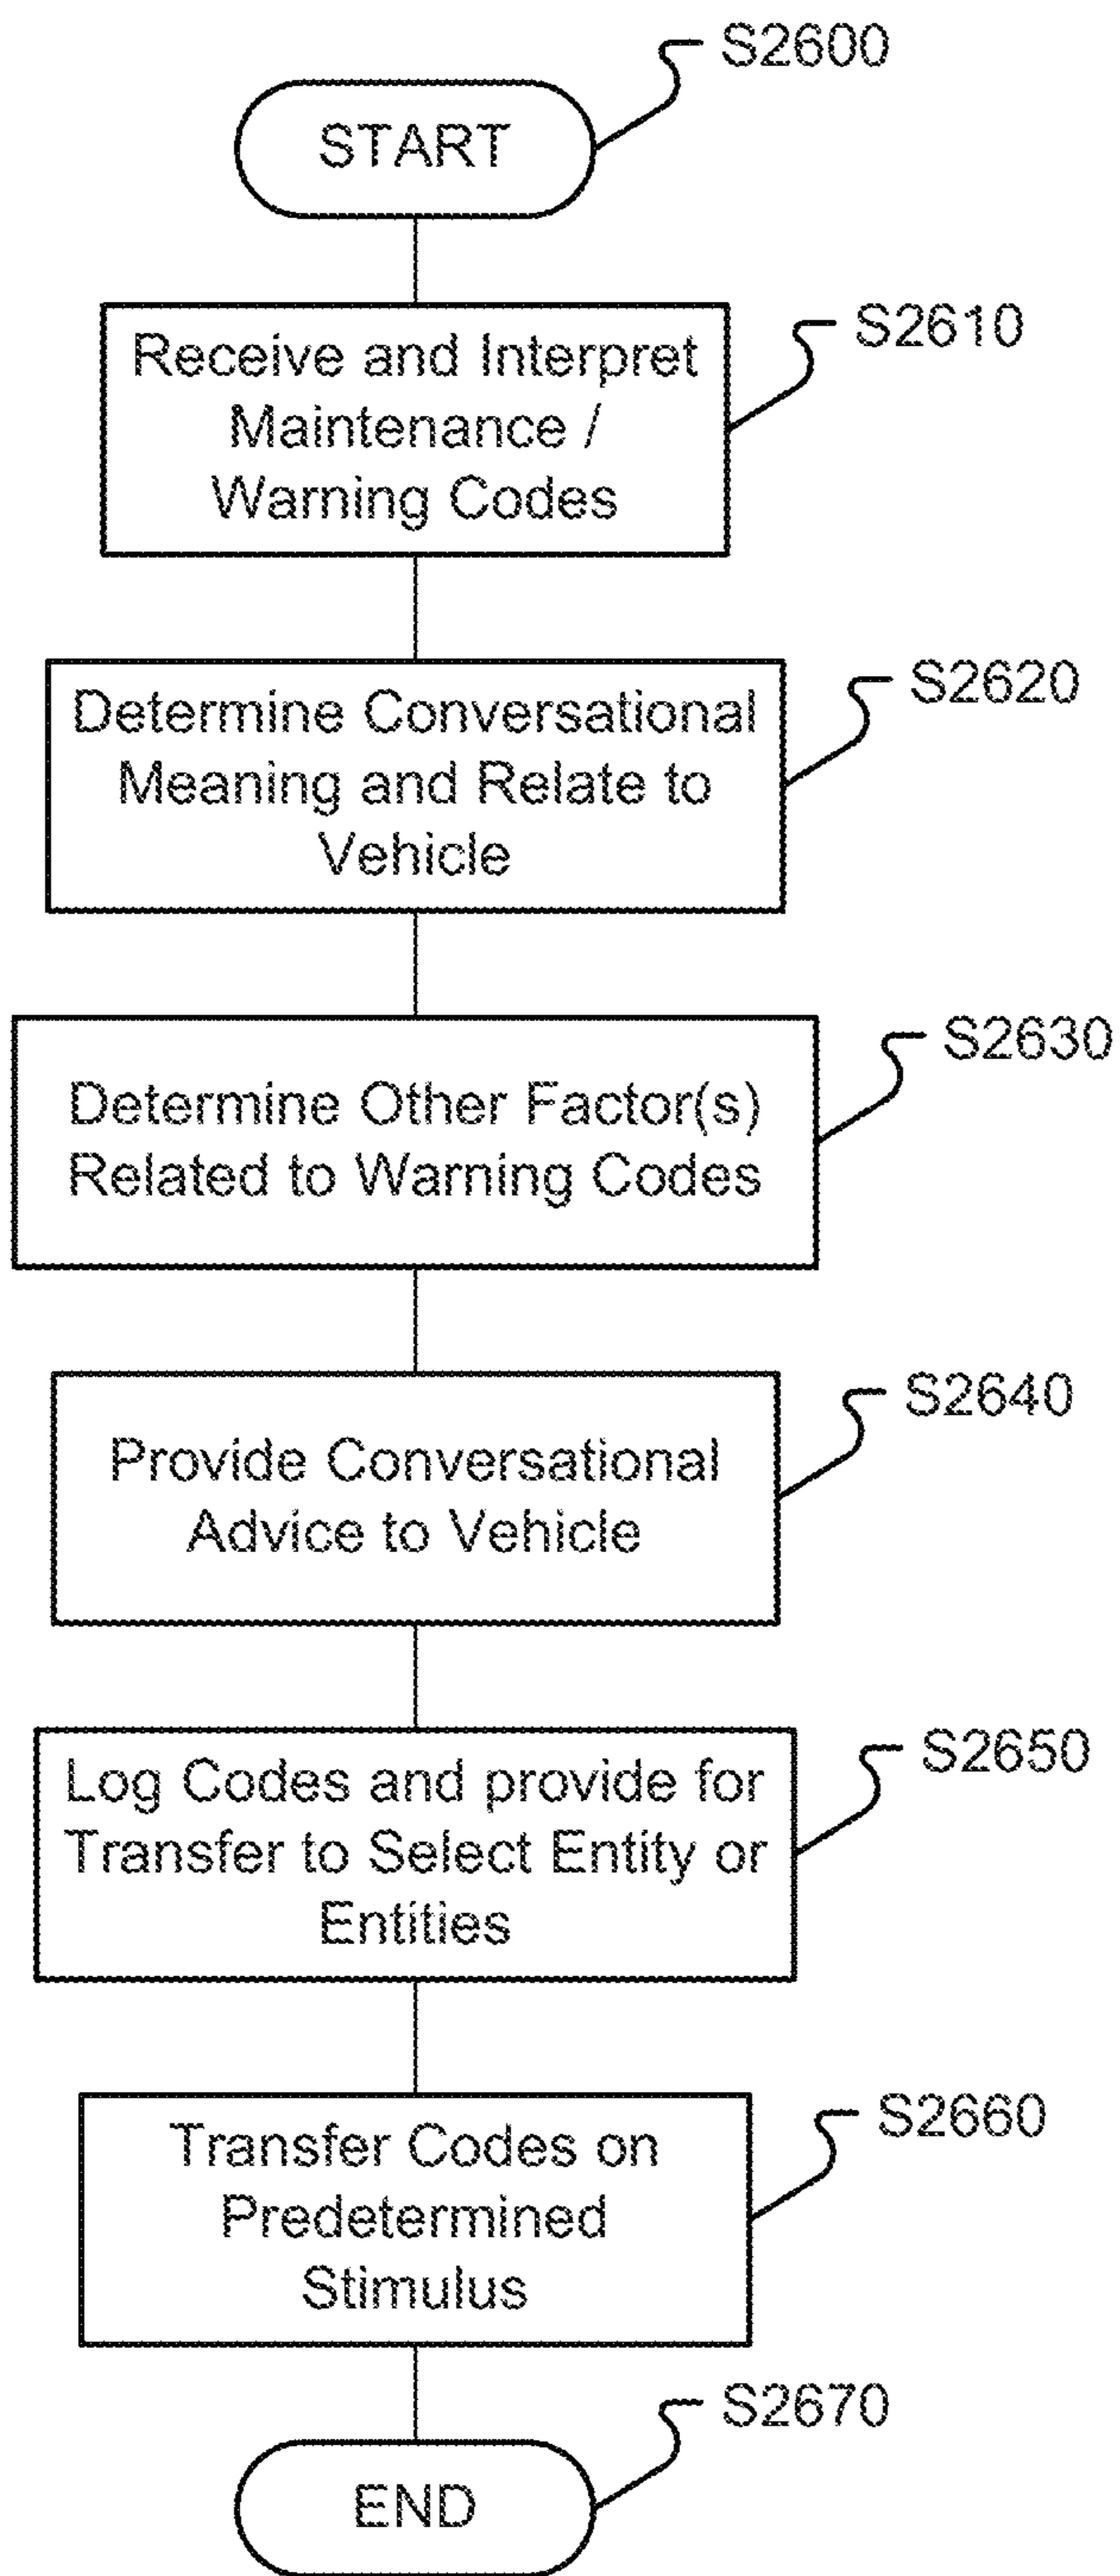 S2600
START
S2610
Receive and Interpret
Maintenance /
Warning Codes
S2620
Determine Conversational
Meaning and Relate to
Vehicle
S2630
Determine Other Factor(s)
Related to Warning Codes
S2640
Provide Conversational
Advice to Vehicle
S2650
Log Codes and provide for
Transfer to Select Entity or
Entities
S2660
Transfer Codes on
Predetermined
Stimulus
S2670
END